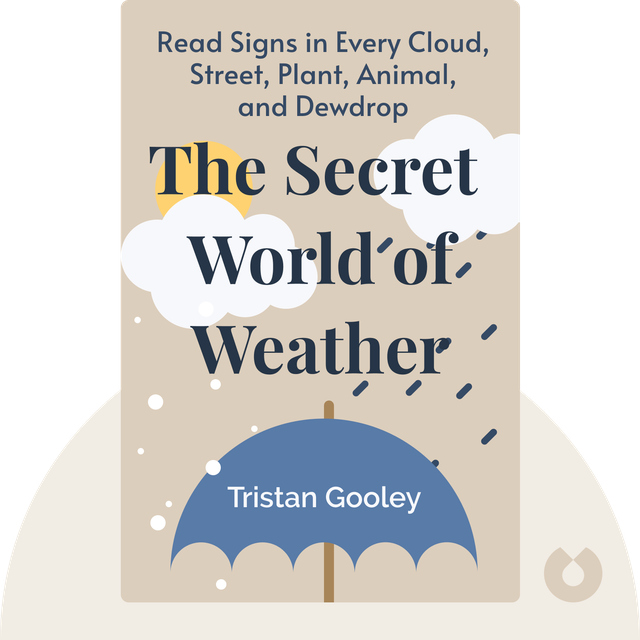 Read Signs in Every Cloud,
Street, Plant, Animal,
and Dewdrop
The Secret
World of
Weather
Tristan Gooley